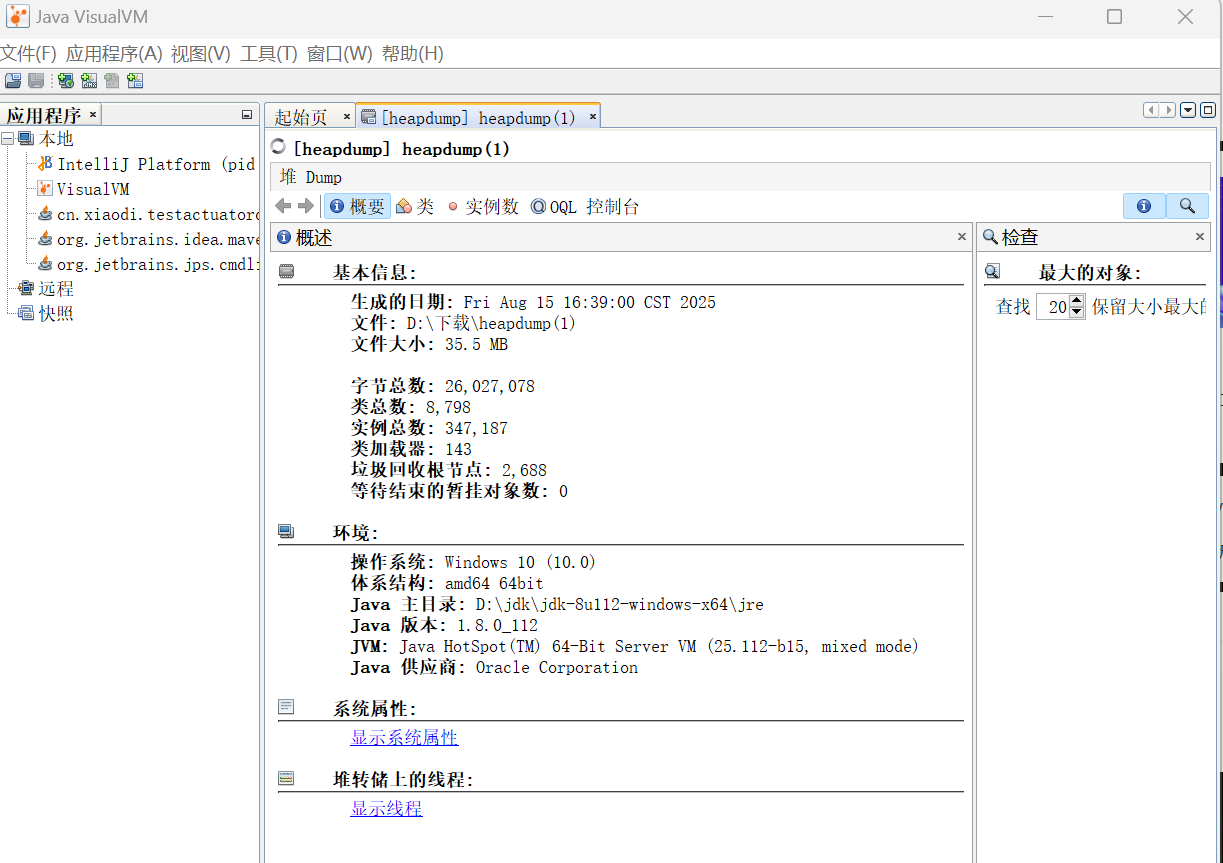 Java VisualVM
文件(F) 应用程序(A) 视图(V) 工具(T) 窗口(W) 帮助(H)
应用程序
本地
IntelliJ Platform (pid
VisualVM
cn.xiaodi.testactuator
org.jetbrains.idea.mave
org.jetbrains.jps.cmdli
远程
快照
起始页
[heapdump] heapdump(1)
[heapdump] heapdump(1)
堆 Dump
概要 类 实例数 OQL 控制台
概述
基本信息:
生成的日期: Fri Aug 15 16:39:00 CST 2025
文件: D:\下载\heapdump(1)
文件大小: 35.5 MB
字节总数: 26,027,078
类总数: 8,798
实例总数: 347,187
类加载器: 143
垃圾回收根节点: 2,688
等待结束的暂挂对象数: 0
环境:
操作系统: Windows 10 (10.0)
体系结构: amd64 64bit
Java 主目录: D:\jdk\jdk-8u112-windows-x64\jre
Java 版本: 1.8.0_112
JVM: Java HotSpot(TM) 64-Bit Server VM (25.112-b15, mixed mode)
Java 供应商: Oracle Corporation
系统属性:
显示系统属性
堆转储上的线程:
显示线程
检查
最大的对象:
查找 20 保留大小最大的